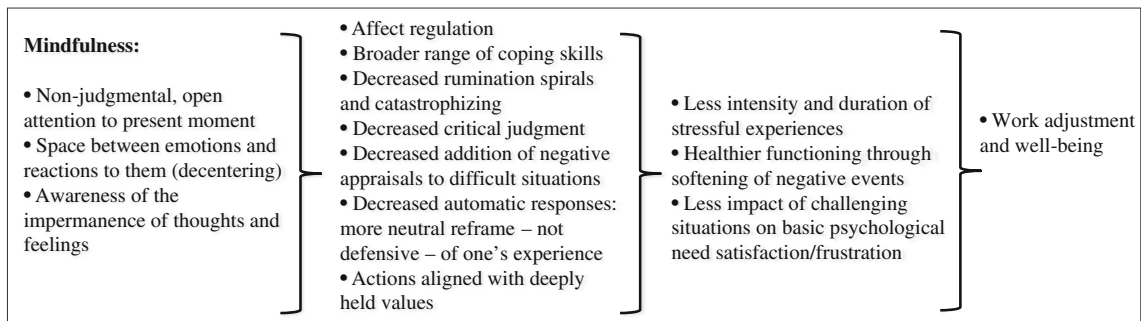 Mindfulness:
• Non-judgmental, open
attention to present moment
• Space between emotions and
reactions to them (decentering)
• Awareness of the
impermanence of thoughts and
feelings
• Affect regulation
• Broader range of coping skills
• Decreased rumination spirals
and catastrophizing
• Decreased critical judgment
• Decreased addition of negative
appraisals to difficult situations
• Decreased automatic responses:
more neutral reframe – not
defensive – of one’s experience
• Actions aligned with deeply
held values
• Less intensity and duration of
stressful experiences
• Healthier functioning through
softening of negative events
• Less impact of challenging
situations on basic psychological
need satisfaction/frustration
• Work adjustment
and well-being